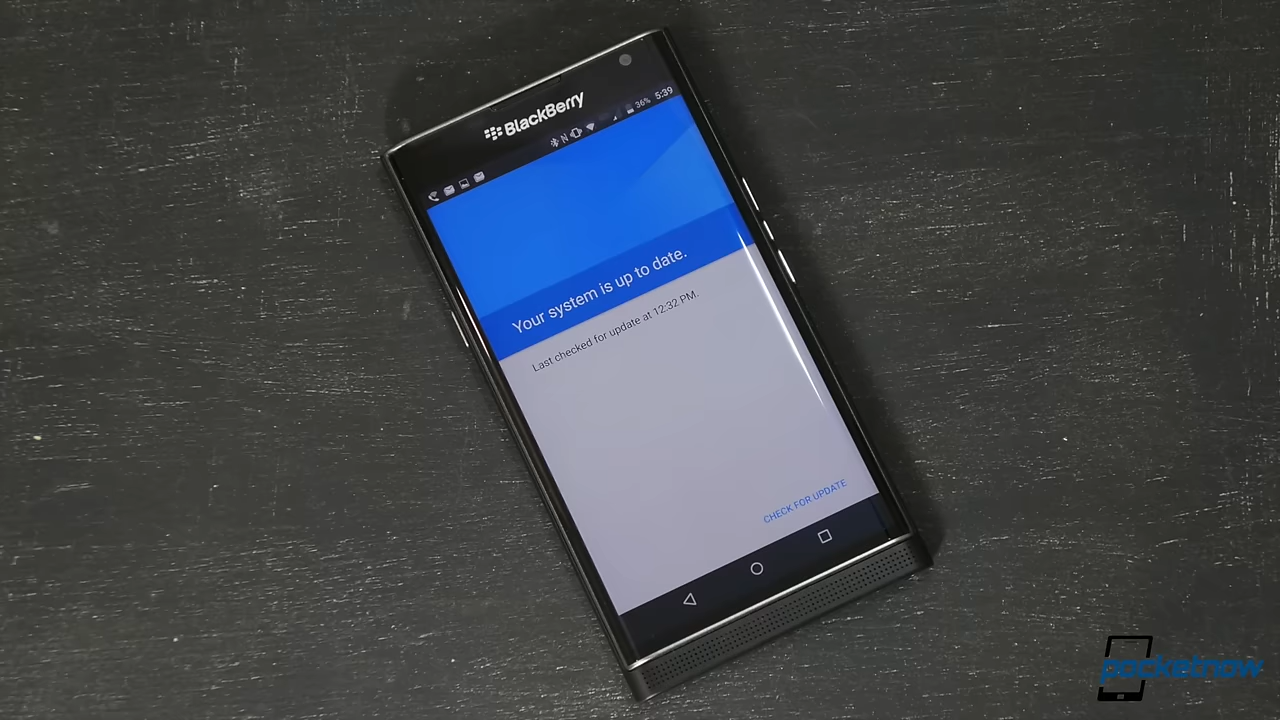 BlackBerry
36% 5:39
Your system is up to date.
Last checked for update at 12:32 PM.
CHECK FOR UPDATE
pocketnow